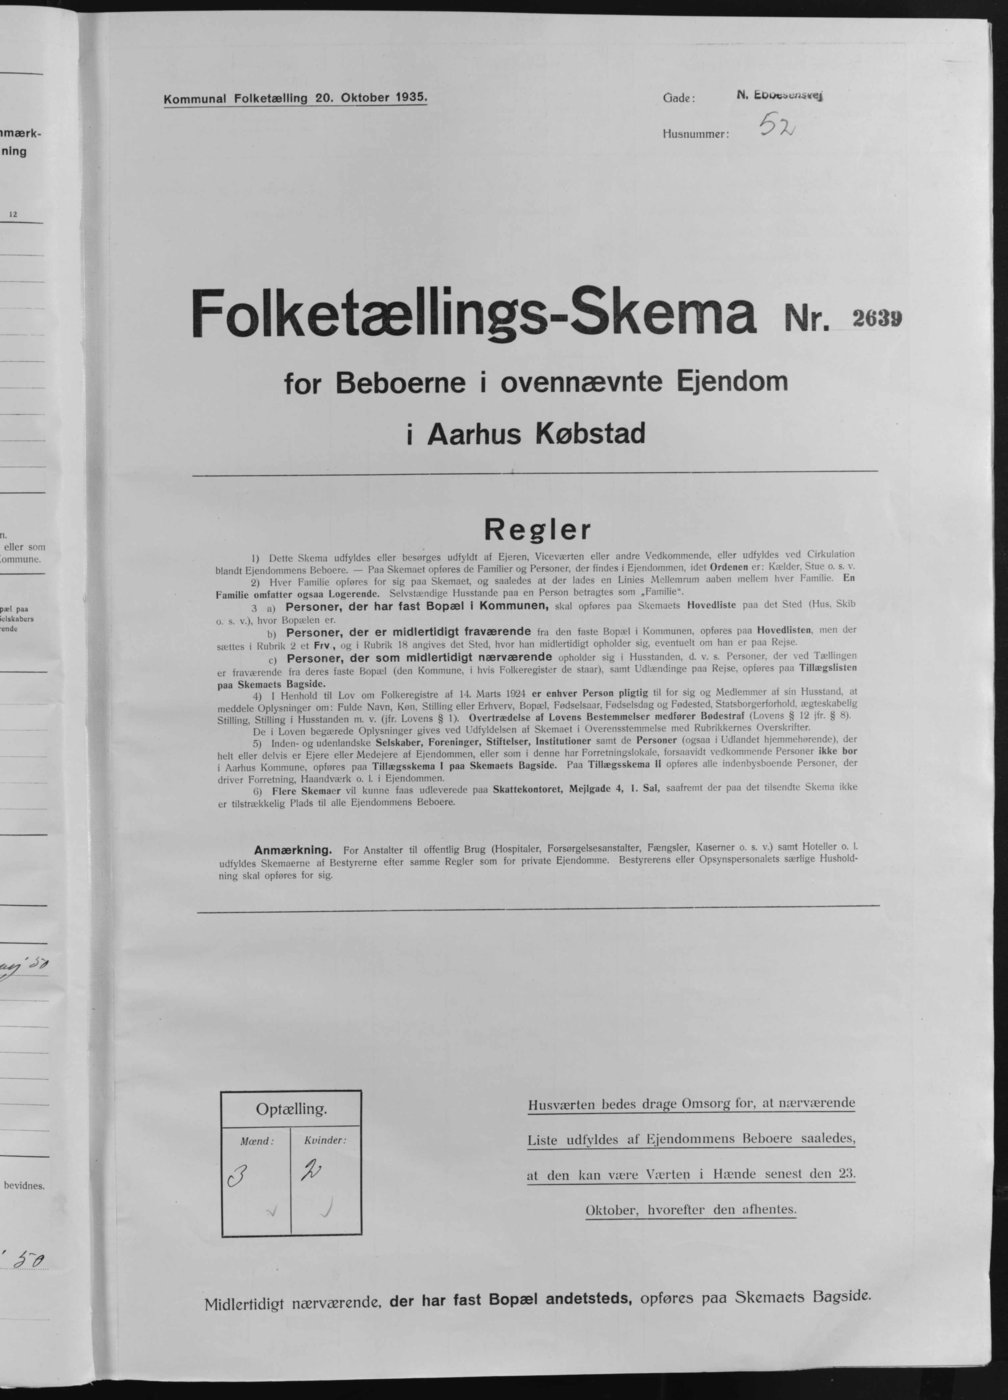 mærk-
ning
12
n.
eller som
Kommune.
pæl paa
Selskabers
rende
50
bevidnes.
50
Kommunal Folketælling 20. Oktober 1935.
Gade: N. Ebbesensvej
Husnummer: 52
Folketællings-Skema Nr. 2639
for Beboerne i ovennævnte Ejendom
i Aarhus Købstad
Regler
1) Dette Skema udfyldes eller besørges udfyldt af Ejeren, Viceværten eller andre Vedkommende, eller udfyldes ved Cirkulation
blandt Ejendommens Beboere. — Paa Skemaet opføres de Familier og Personer, der findes i Ejendommen, idet Ordenen er: Kælder, Stue o. s. v.
2) Hver Familie opføres for sig paa Skemaet, og saaledes at der lades en Linies Mellemrum aaben mellem hver Familie. En
Familie omfatter ogsaa Logerende. Selvstændige Husstande paa en Person betragtes som „Familie“.
3 a) Personer, der har fast Bopæl i Kommunen, skal opføres paa Skemaets Hovedliste paa det Sted (Hus, Skib
o. s. v.), hvor Bopælen er.
b) Personer, der er midlertidigt fraværende fra den faste Bopæl i Kommunen, opføres paa Hovedlisten, men der
sættes i Rubrik 2 et Frv., og i Rubrik 18 angives det Sted, hvor han midlertidigt opholder sig, eventuelt om han er paa Rejse.
c) Personer, der som midlertidigt nærværende opholder sig i Husstanden, d. v. s. Personer, der ved Tællingen
er fraværende fra deres faste Bopæl (den Kommune, i hvis Folkeregister de staar), samt Udlændinge paa Rejse, opføres paa Tillægslisten
paa Skemaets Bagside.
4) I Henhold til Lov om Folkeregistre af 14. Marts 1924 er enhver Person pligtig til for sig og Medlemmer af sin Husstand, at
meddele Oplysninger om: Fulde Navn, Køn, Stilling eller Erhverv, Bopæl, Fødselsaar, Fødselsdag og Fødested, Statsborgerforhold, ægteskabelig
Stilling, Stilling i Husstanden m. v. (jfr. Lovens § 1). Overtrædelse af Lovens Bestemmelser medfører Bødestraf (Lovens § 12 jfr. § 8).
De i Loven begærede Oplysninger gives ved Udfyldelsen af Skemaet i Overensstemmelse med Rubrikkernes Overskrifter.
5) Inden- og udenlandske Selskaber, Foreninger, Stiftelser, Institutioner samt de Personer (ogsaa i Udlandet hjemmehørende), der
helt eller delvis er Ejere eller Medejere af Ejendommen, eller som i denne har Forretningslokale, forsaavidt vedkommende Personer ikke bor
i Aarhus Kommune, opføres paa Tillægsskema I paa Skemaets Bagside. Paa Tillægsskema II opføres alle indenbysboende Personer, der
driver Forretning, Haandværk o. l. i Ejendommen.
6) Flere Skemaer vil kunne faas udleverede paa Skattekontoret, Mejlgade 4, 1. Sal, saafremt der paa det tilsendte Skema ikke
er tilstrækkelig Plads til alle Ejendommens Beboere.
Anmærkning. For Anstalter til offentlig Brug (Hospitaler, Forsørgelsesanstalter, Fængsler, Kaserner o. s. v.) samt Hoteller o. l.
udfyldes Skemaerne af Bestyrerne efter samme Regler som for private Ejendomme. Bestyrerens eller Opsynspersonalets særlige Hushold-
ning skal opføres for sig.
Optælling.
Mænd: Kvinder:
3 2
Husværten bedes drage Omsorg for, at nærværende
Liste udfyldes af Ejendommens Beboere saaledes,
at den kan være Værten i Hænde senest den 23.
Oktober, hvorefter den afhentes.
Midlertidigt nærværende, der har fast Bopæl andetsteds, opføres paa Skemaets Bagside.